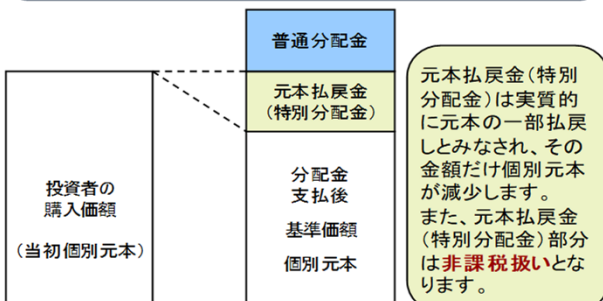 普通分配金
元本払戻金
(特別分配金)
投資者の
購入価額
(当初個別元本)
分配金
支払後
基準価額
個別元本
元本払戻金(特別
分配金)は実質的
に元本の一部払戻
しとみなされ、その
金額だけ個別元本
が減少します。
また、元本払戻金
(特別分配金)部分
は非課税扱いとな
ります。